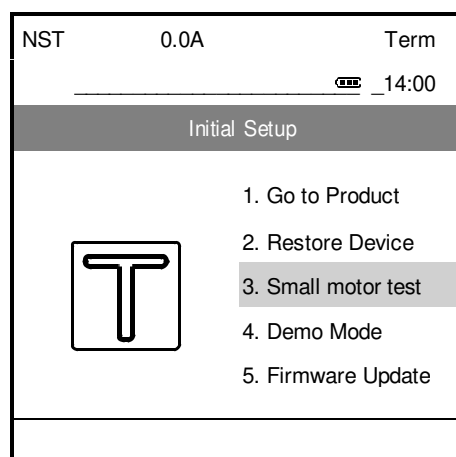 NST 0.0A Term
14:00
Initial Setup
1. Go to Product
2. Restore Device
3. Small motor test
4. Demo Mode
5. Firmware Update
T